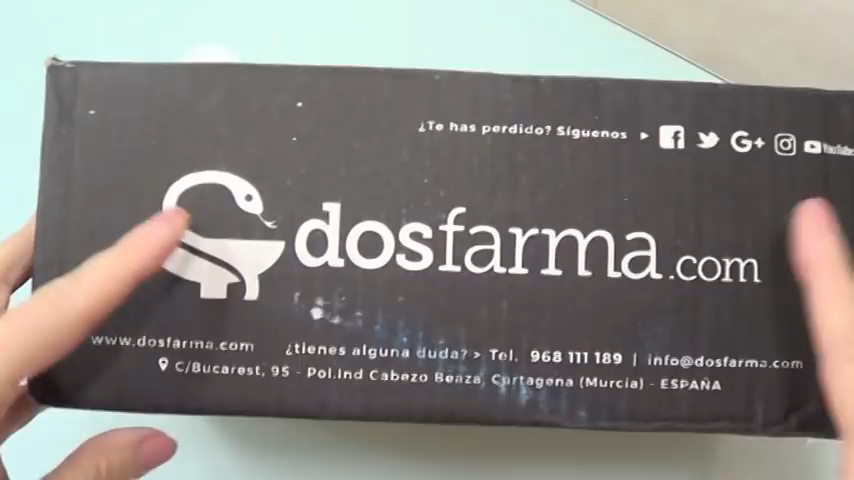 ¿Te has perdido? Síguenos
YouTube
dosfarma.com
www.dosfarma.com ¿tienes alguna duda? > Tel. 968 111 189 | info@dosfarma.com
C/Bucarest, 95 - Pol.Ind Cabezo Beaza, Cartagena (Murcia) - ESPAÑA